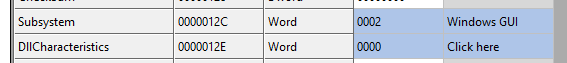 Subsystem 0000012C Word 0002 Windows GUI
DllCharacteristics 0000012E Word 0000 Click here